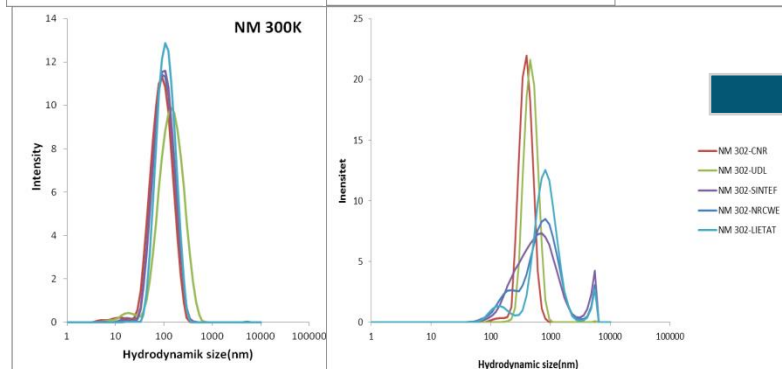 NM 300K
14
12
10
8
6
4
2
0
Intensity
1
10
100
1000
10000
100000
Hydrodynamik size(nm)
25
20
15
10
5
0
Inensitet
1
10
100
1000
10000
100000
Hydrodynamic size(nm)
NM 302-CNR
NM 302-UDL
NM 302-SINTEF
NM 302-NRCWE
NM 302-LIETAT